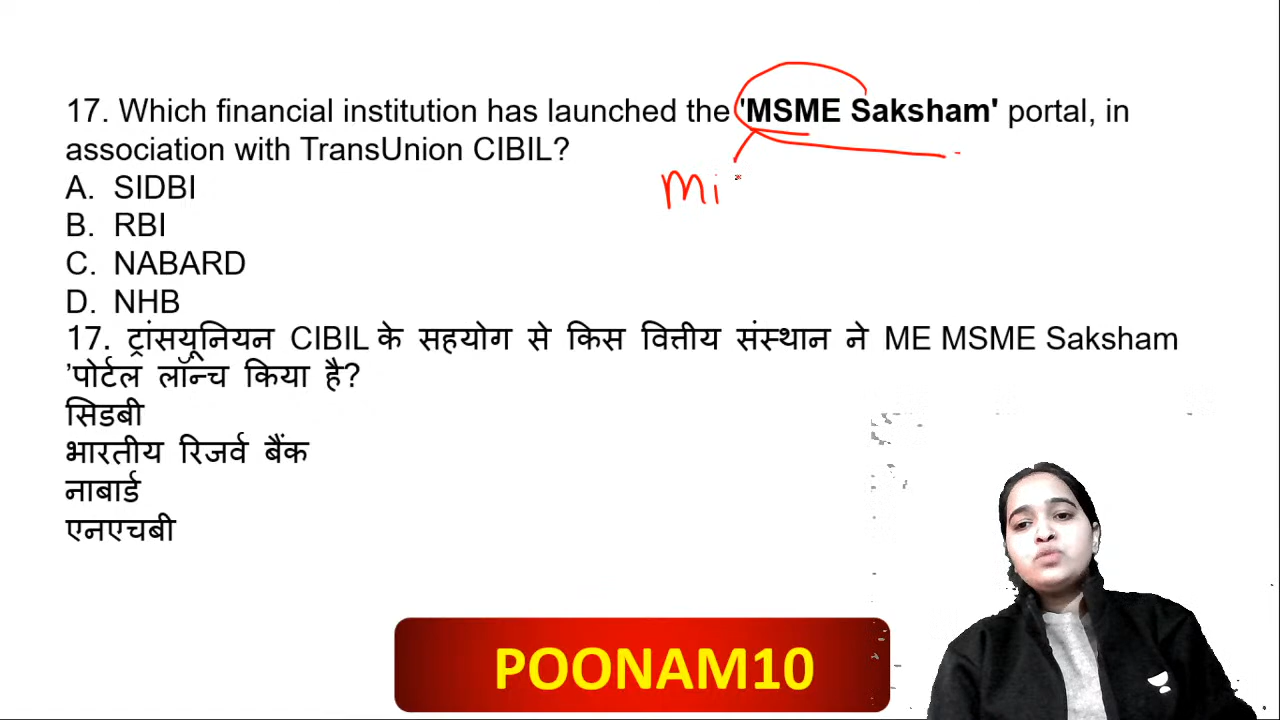 17. Which financial institution has launched the 'MSME Saksham' portal, in
association with TransUnion CIBIL?
A. SIDBI
B. RBI
C. NABARD
D. NHB
17. ट्रांसयूनियन CIBIL के सहयोग से किस वित्तीय संस्थान ने ME MSME Saksham
’पोर्टल लॉन्च किया है?
सिडबी
भारतीय रिजर्व बैंक
नाबार्ड
एनएचबी
Mi
POONAM10